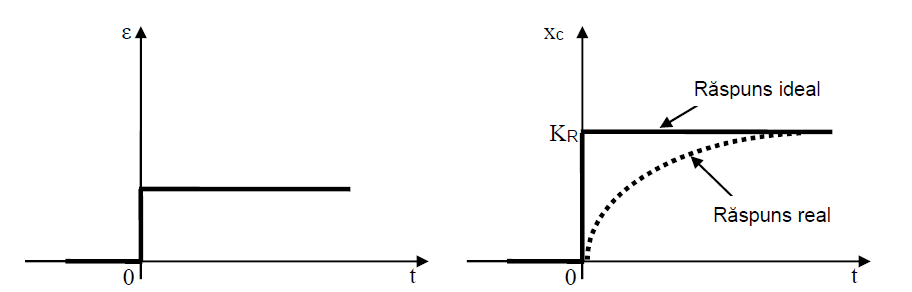 ε
0
t
xc
Răspuns ideal
KR
Răspuns real
0
t